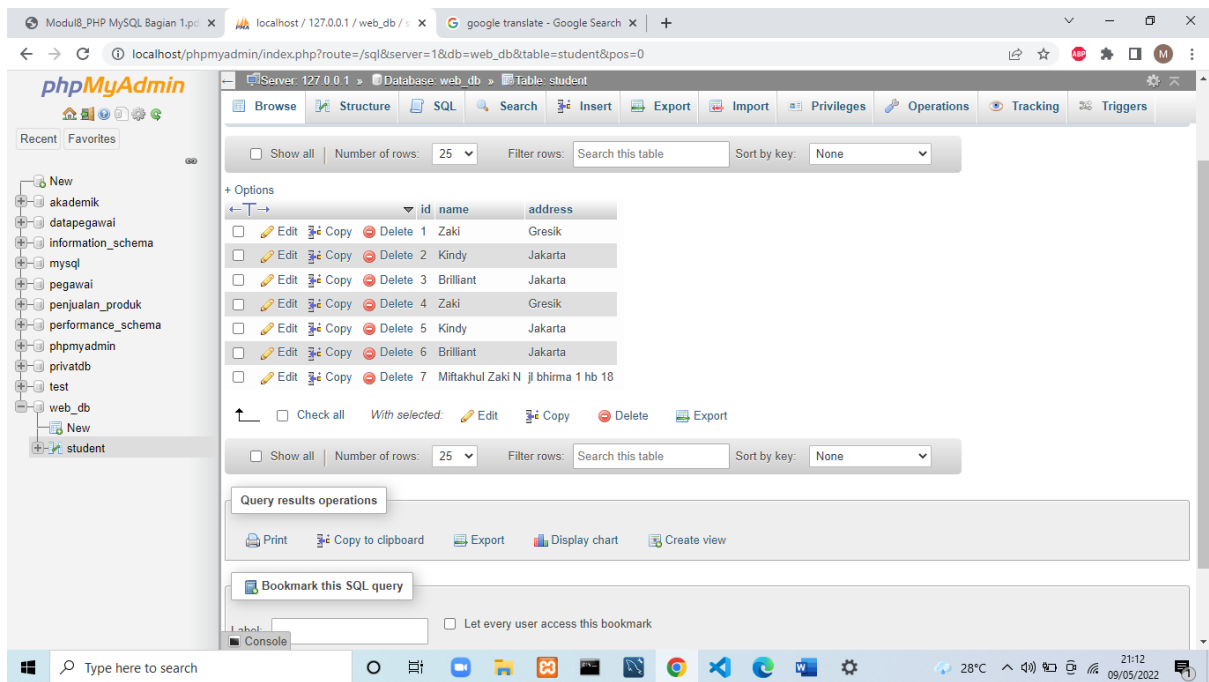 Modul8_PHP MySQL Bagian 1.pd
localhost / 127.0.0.1 / web_db / s
google translate - Google Search
localhost/phpmyadmin/index.php?route=/sql&server=1&db=web_db&table=student&pos=0
ABP
M
phpMyAdmin
Recent Favorites
New
akademik
datapegawai
information_schema
mysql
pegawai
penjualan_produk
performance_schema
phpmyadmin
privatdb
test
web_db
New
student
Server: 127.0.0.1 » Database: web_db » Table: student
Browse Structure SQL Search Insert Export Import Privileges Operations Tracking Triggers
Show all Number of rows: 25 Filter rows: Search this table Sort by key: None
+ Options
←T→ id name address
Edit Copy Delete 1 Zaki Gresik
Edit Copy Delete 2 Kindy Jakarta
Edit Copy Delete 3 Brilliant Jakarta
Edit Copy Delete 4 Zaki Gresik
Edit Copy Delete 5 Kindy Jakarta
Edit Copy Delete 6 Brilliant Jakarta
Edit Copy Delete 7 Miftakhul Zaki N jl bhirma 1 hb 18
Check all With selected: Edit Copy Delete Export
Show all Number of rows: 25 Filter rows: Search this table Sort by key: None
Query results operations
Print Copy to clipboard Export Display chart Create view
Bookmark this SQL query
Label: Let every user access this bookmark
Console
Type here to search
28°C
21:12
09/05/2022
1